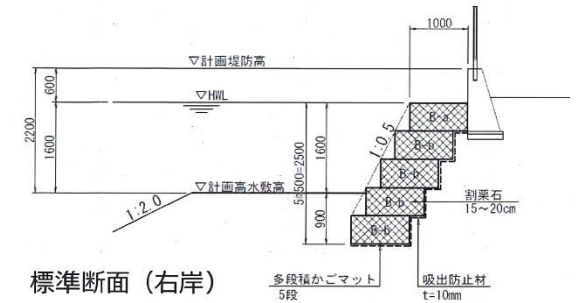 1000
▽計画堤防高
600
▽HWL
2200
1600
5@500=2500
1600
1:0.5
B-a
B-b
B-b
▽計画高水敷高
B-b
割栗石
15～20cm
1:2.0
900
B-b
標準断面（右岸）
多段積かごマット
5段
吸出防止材
t=10mm